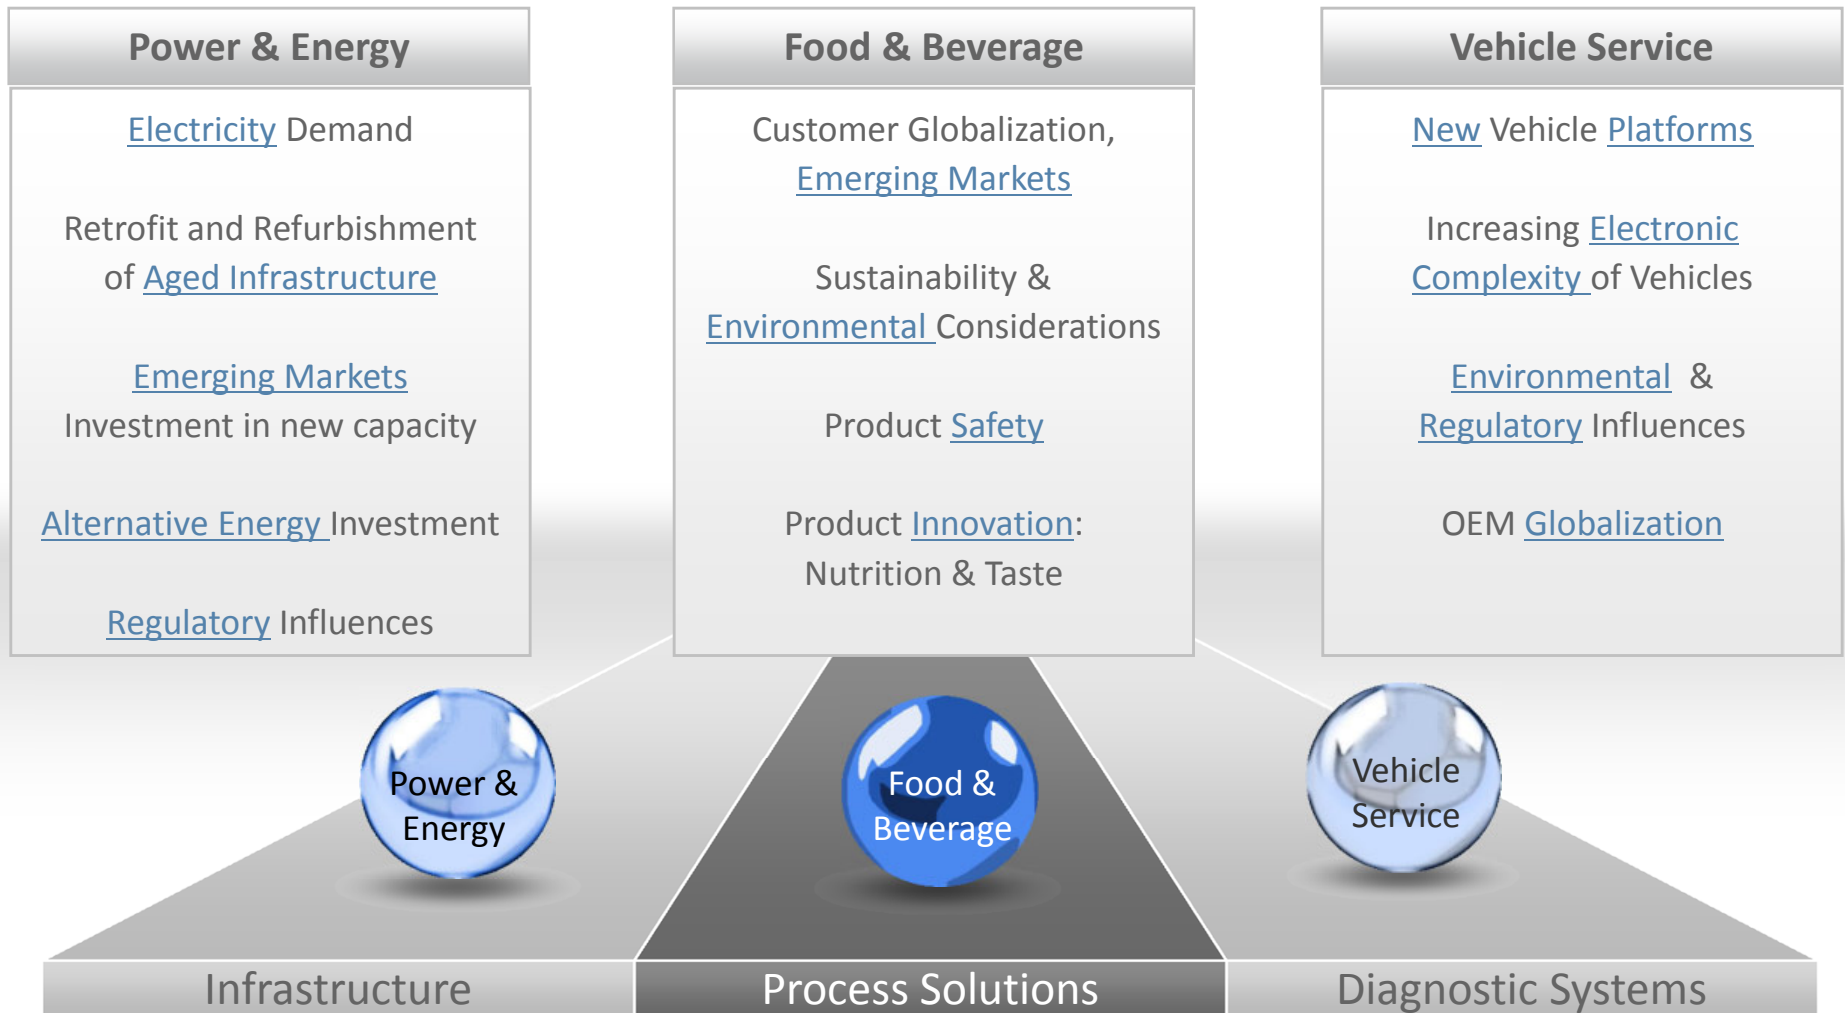 Power & Energy
Electricity Demand
Retrofit and Refurbishment
of Aged Infrastructure
Emerging Markets
Investment in new capacity
Alternative Energy Investment
Regulatory Influences
Food & Beverage
Customer Globalization,
Emerging Markets
Sustainability &
Environmental Considerations
Product Safety
Product Innovation:
Nutrition & Taste
Vehicle Service
New Vehicle Platforms
Increasing Electronic
Complexity of Vehicles
Environmental &
Regulatory Influences
OEM Globalization
Power &
Energy
Food &
Beverage
Vehicle
Service
Infrastructure
Process Solutions
Diagnostic Systems